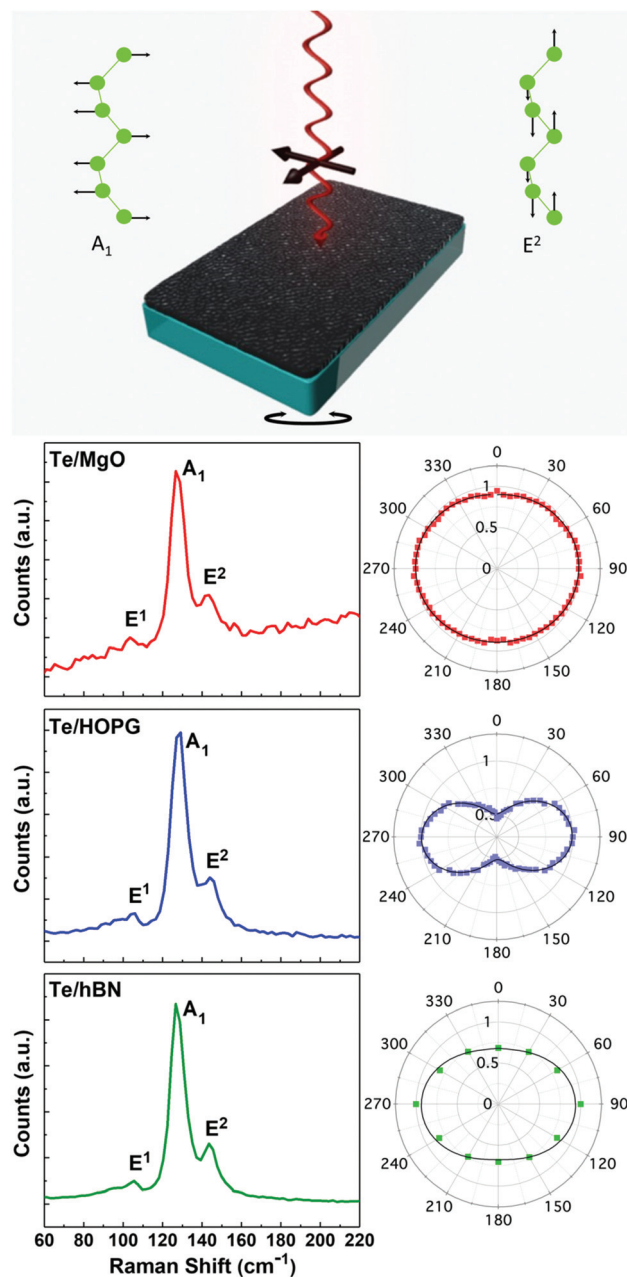 A₁
E²
Te/MgO
A₁
E¹
E²
Counts (a.u.)
0
330
30
1
300
60
0.5
270
0
90
240
120
210
150
180
Te/HOPG
A₁
E¹
E²
Counts (a.u.)
0
330
30
1
300
60
0.5
270
90
240
120
210
150
180
Te/hBN
A₁
E¹
E²
Counts (a.u.)
0
330
30
1
300
60
0.5
270
0
90
240
120
210
150
180
60 80 100 120 140 160 180 200 220
Raman Shift (cm⁻¹)